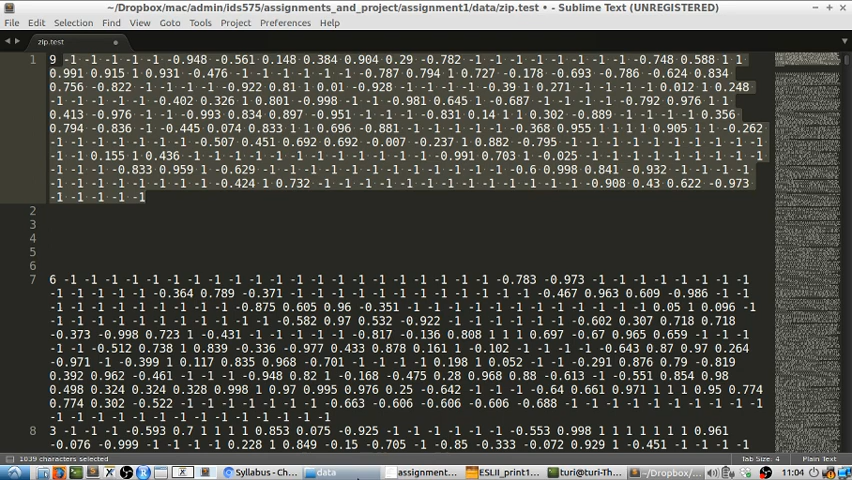 ~/Dropbox/mac/admin/ids575/assignments_and_project/assignment1/data/zip.test • - Sublime Text (UNREGISTERED)
File Edit Selection Find View Goto Tools Project Preferences Help
zip.test
1 9 -1 -1 -1 -1 -1 -0.948 -0.561 0.148 0.384 0.904 0.29 -0.782 -1 -1 -1 -1 -1 -1 -1 -0.748 0.588 1 1
0.991 0.915 1 0.931 -0.476 -1 -1 -1 -1 -1 -1 -0.787 0.794 1 0.727 -0.178 -0.693 -0.786 -0.624 0.834
0.756 -0.822 -1 -1 -1 -1 -0.922 0.81 1 0.01 -0.928 -1 -1 -1 -1 -0.39 1 0.271 -1 -1 -1 -1 0.012 1 0.248
-1 -1 -1 -1 -1 -0.402 0.326 1 0.801 -0.998 -1 -1 -0.981 0.645 1 -0.687 -1 -1 -1 -1 -0.792 0.976 1 1
0.413 -0.976 -1 -1 -0.993 0.834 0.897 -0.951 -1 -1 -1 -1 -0.831 0.14 1 1 0.302 -0.889 -1 -1 -1 -1 0.356
0.794 -0.836 -1 -1 -0.445 0.074 0.833 1 1 0.696 -0.881 -1 -1 -1 -1 -1 -0.368 0.955 1 1 1 1 0.905 1 1 -0.262
-1 -1 -1 -1 -1 -1 -1 -0.507 0.451 0.692 0.692 -0.007 -0.237 1 0.882 -0.795 -1 -1 -1 -1 -1 -1 -1 -1 -1 -1
-1 -1 0.155 1 0.436 -1 -1 -1 -1 -1 -1 -1 -1 -1 -1 -1 -0.991 0.703 1 -0.025 -1 -1 -1 -1 -1 -1 -1 -1 -1 -1
-1 -1 -1 -0.833 0.959 1 -0.629 -1 -1 -1 -1 -1 -1 -1 -1 -1 -1 -1 -0.6 0.998 0.841 -0.932 -1 -1 -1 -1
-1 -1 -1 -1 -1 -1 -1 -1 -0.424 1 0.732 -1 -1 -1 -1 -1 -1 -1 -1 -1 -1 -1 -0.908 0.43 0.622 -0.973
-1 -1 -1 -1 -1
2
3
4
5
6
7 6 -1 -1 -1 -1 -1 -1 -1 -1 -1 -1 -1 -1 -1 -1 -1 -1 -1 -0.783 -0.973 -1 -1 -1 -1 -1 -1
-1 -1 -1 -1 -1 -0.364 0.789 -0.371 -1 -1 -1 -1 -1 -1 -1 -1 -1 -0.467 0.963 0.609 -0.986 -1 -1
-1 -1 -1 -1 -1 -1 -1 -0.875 0.605 0.96 -0.351 -1 -1 -1 -1 -1 -1 -1 -1 -1 -1 0.05 1 0.096 -1
-1 -1 -1 -1 -1 -1 -1 -1 -0.582 0.97 0.532 -0.922 -1 -1 -1 -1 -1 -0.602 0.307 0.718 0.718
-0.373 -0.998 0.723 1 -0.431 -1 -1 -1 -0.817 -0.136 0.808 1 1 1 0.697 -0.67 0.965 0.659 -1 -1
-1 -1 -0.512 0.738 1 0.839 -0.336 -0.977 0.433 0.878 0.161 -0.102 -1 -1 -1 -0.643 0.87 0.97 0.264
-0.971 -1 -0.399 1 0.117 0.835 0.968 -0.701 -1 -1 -1 -1 0.198 1 0.052 -1 -1 -0.291 0.876 0.79 -0.819
0.392 0.962 -0.461 -1 -1 -1 -0.948 0.82 1 -0.168 -0.475 0.28 0.968 0.88 -0.613 -1 -0.551 0.854 0.98
0.498 0.324 0.324 0.328 0.998 1 0.97 0.995 0.976 0.25 -0.642 -1 -1 -1 -0.64 0.661 0.971 1 1 0.95 0.774
0.774 0.302 -0.522 -1 -1 -1 -1 -1 -0.663 -0.606 -0.606 -0.606 -0.688 -1 -1 -1 -1 -1 -1 -1 -1 -1 -1
-1 -1 -1 -1 -1 -1 -1 -1 -1 -1 -1 -1
8 3 -1 -1 -1 -0.593 0.7 1 1 1 1 0.853 0.075 -0.925 -1 -1 -1 -1 -0.553 0.998 1 1 1 1 1 1 0.961
-0.076 -0.999 -1 -1 -1 0.228 1 0.849 -0.15 -0.705 -1 -0.85 -0.333 -0.072 0.929 1 -0.451 -1 -1 -1
1039 characters selected Tab Size: 4 Plain Text
Syllabus - Ch... data assignment... ESLII_print1... turi@turi-Th... ~/Dropbox/... 11:04